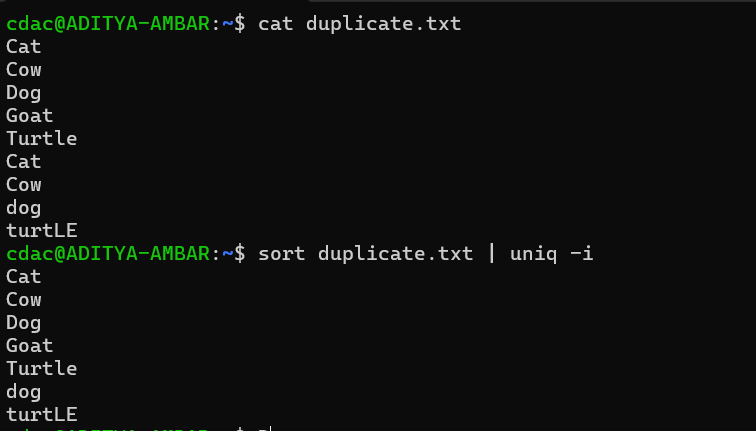 cdac@ADITYA-AMBAR:~$ cat duplicate.txt
Cat
Cow
Dog
Goat
Turtle
Cat
Cow
dog
turtLE
cdac@ADITYA-AMBAR:~$ sort duplicate.txt | uniq -i
Cat
Cow
Dog
Goat
Turtle
dog
turtLE